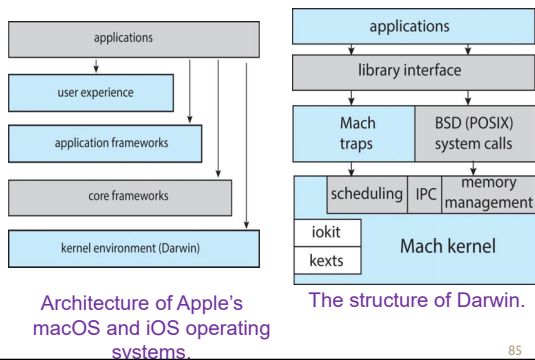 applications
user experience
application frameworks
core frameworks
kernel environment (Darwin)
Architecture of Apple's
macOS and iOS operating
systems.
applications
library interface
Mach
traps
BSD (POSIX)
system calls
scheduling
IPC
memory
management
iokit
kexts
Mach kernel
The structure of Darwin.
85